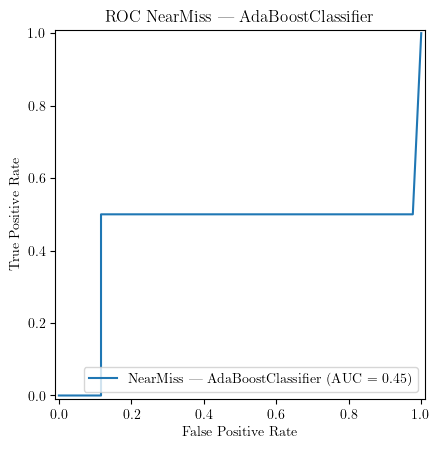 ROC NearMiss — AdaBoostClassifier
1.0
0.8
0.6
0.4
0.2
0.0
True Positive Rate
NearMiss — AdaBoostClassifier (AUC = 0.45)
0.0 0.2 0.4 0.6 0.8 1.0
False Positive Rate